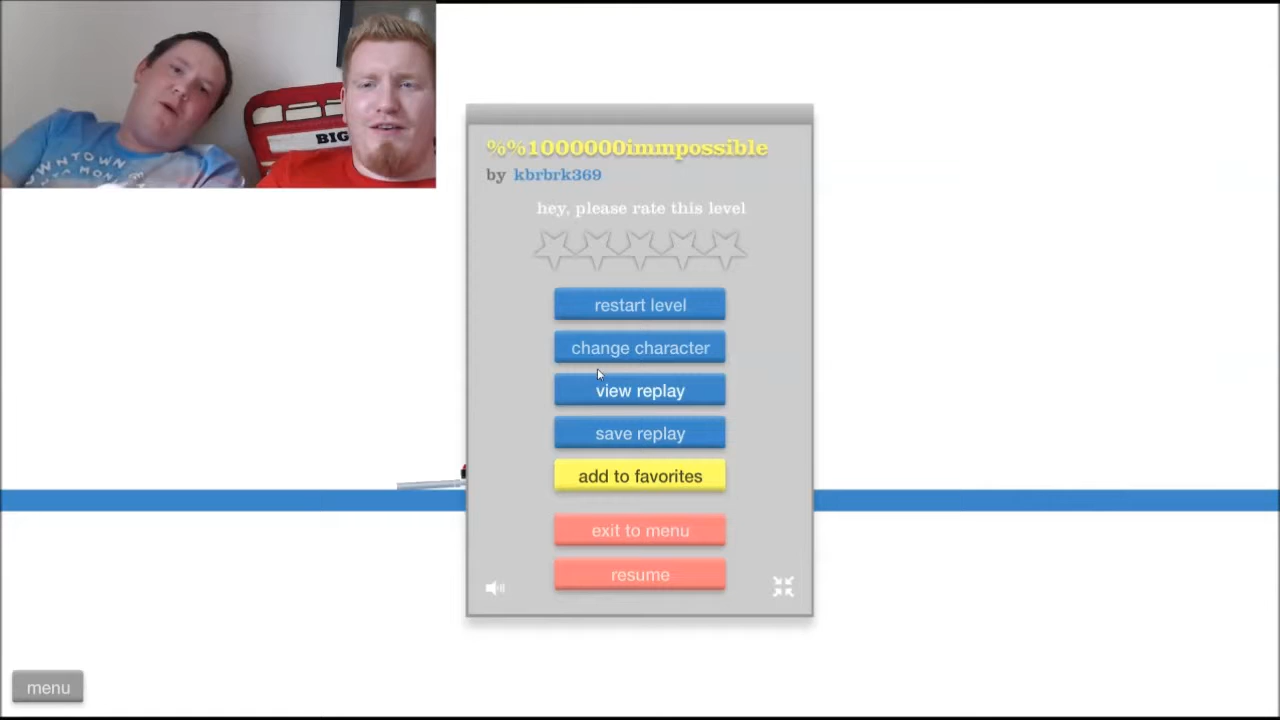 BIG
%%1000000immpossible
by kbrbrk369
hey, please rate this level
restart level
change character
view replay
save replay
add to favorites
exit to menu
resume
menu